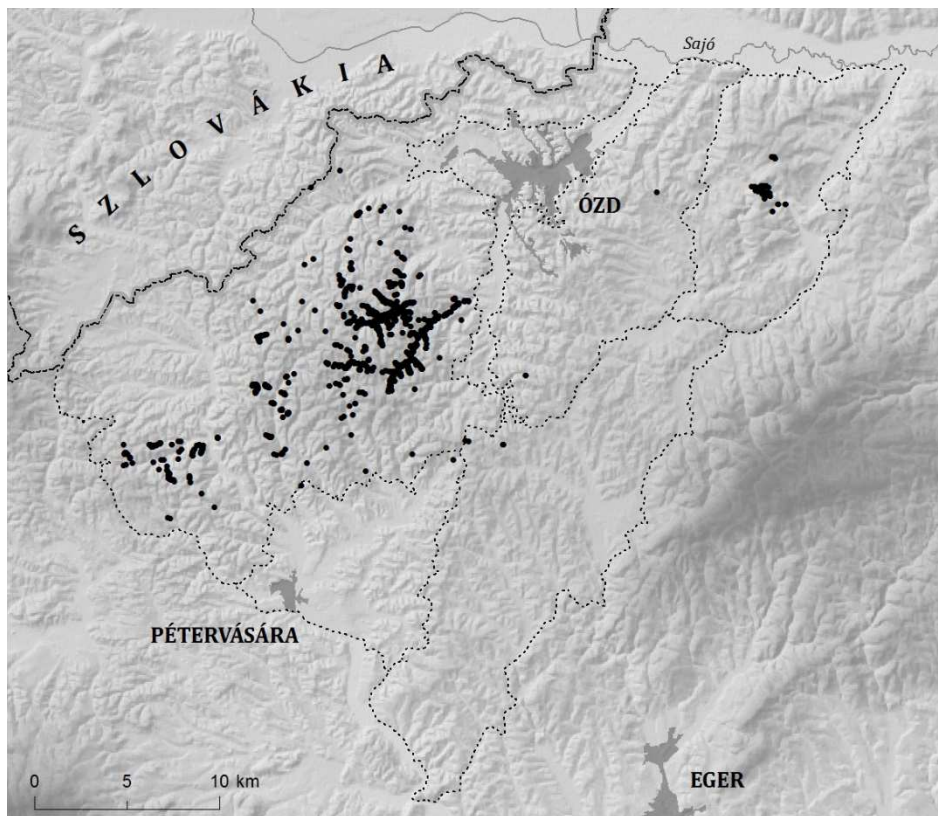 Sajó
SZLOVÁKIA
ÓZD
PÉTERVÁSÁRA
EGER
0 5 10 km